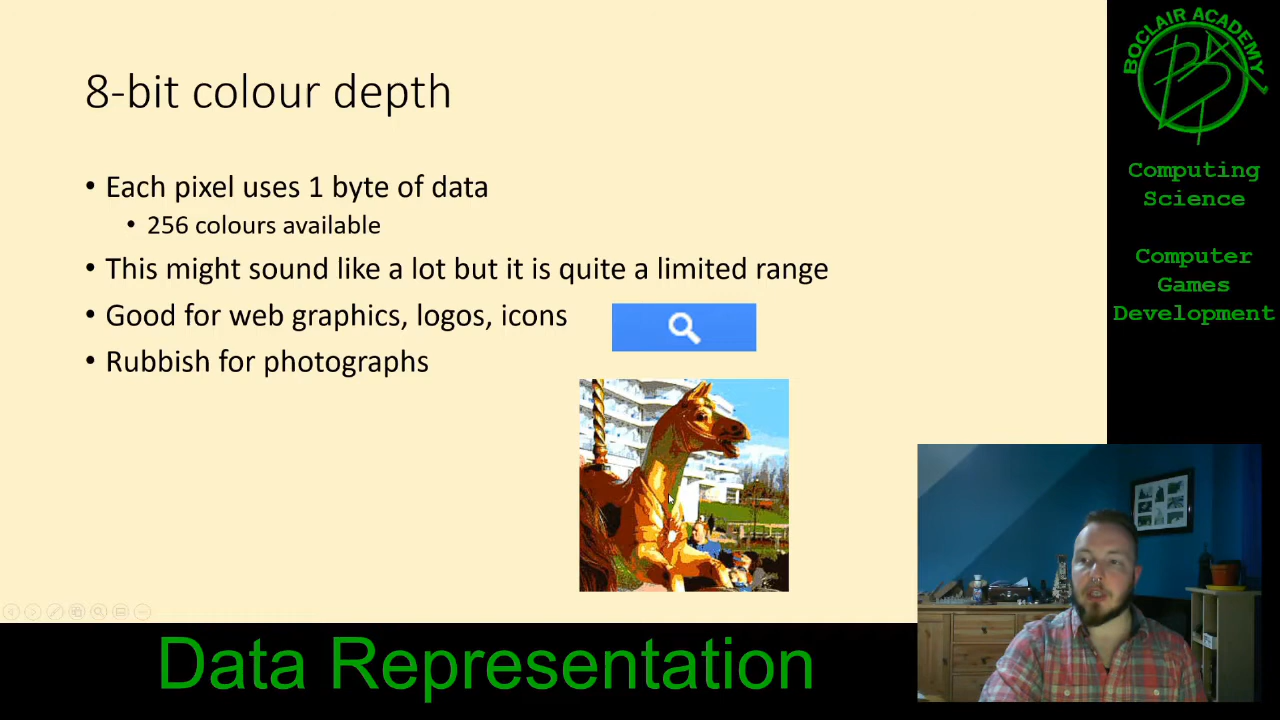 8-bit colour depth
• Each pixel uses 1 byte of data
• 256 colours available
• This might sound like a lot but it is quite a limited range
• Good for web graphics, logos, icons
• Rubbish for photographs
BOCLAIR ACADEMY
Computing
Science
Computer
Games
Development
Data Representation